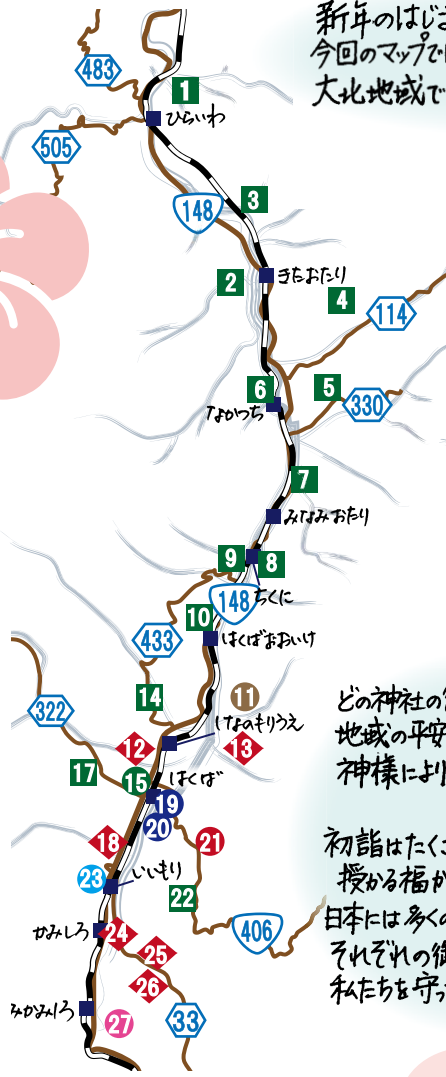 新年のはじま
今回のマップで
大北地域で
483
1
ひらいわ
505
148
3
2
きたおたり
4
114
6
5
なかつち
330
7
みなみおたり
9
8
ちくに
148
10
はくばおおいけ
433
14
11
322
しなのもりうえ
12
13
17
はくば
15
19
20
18
21
いいもり
23
22
かみしろ
24
406
25
26
みかみしろ
27
33
どの神社の
地域の平安
神様により
初詣はたく
授かる福が
日本には多くの
それぞれの御
私たちを守っ